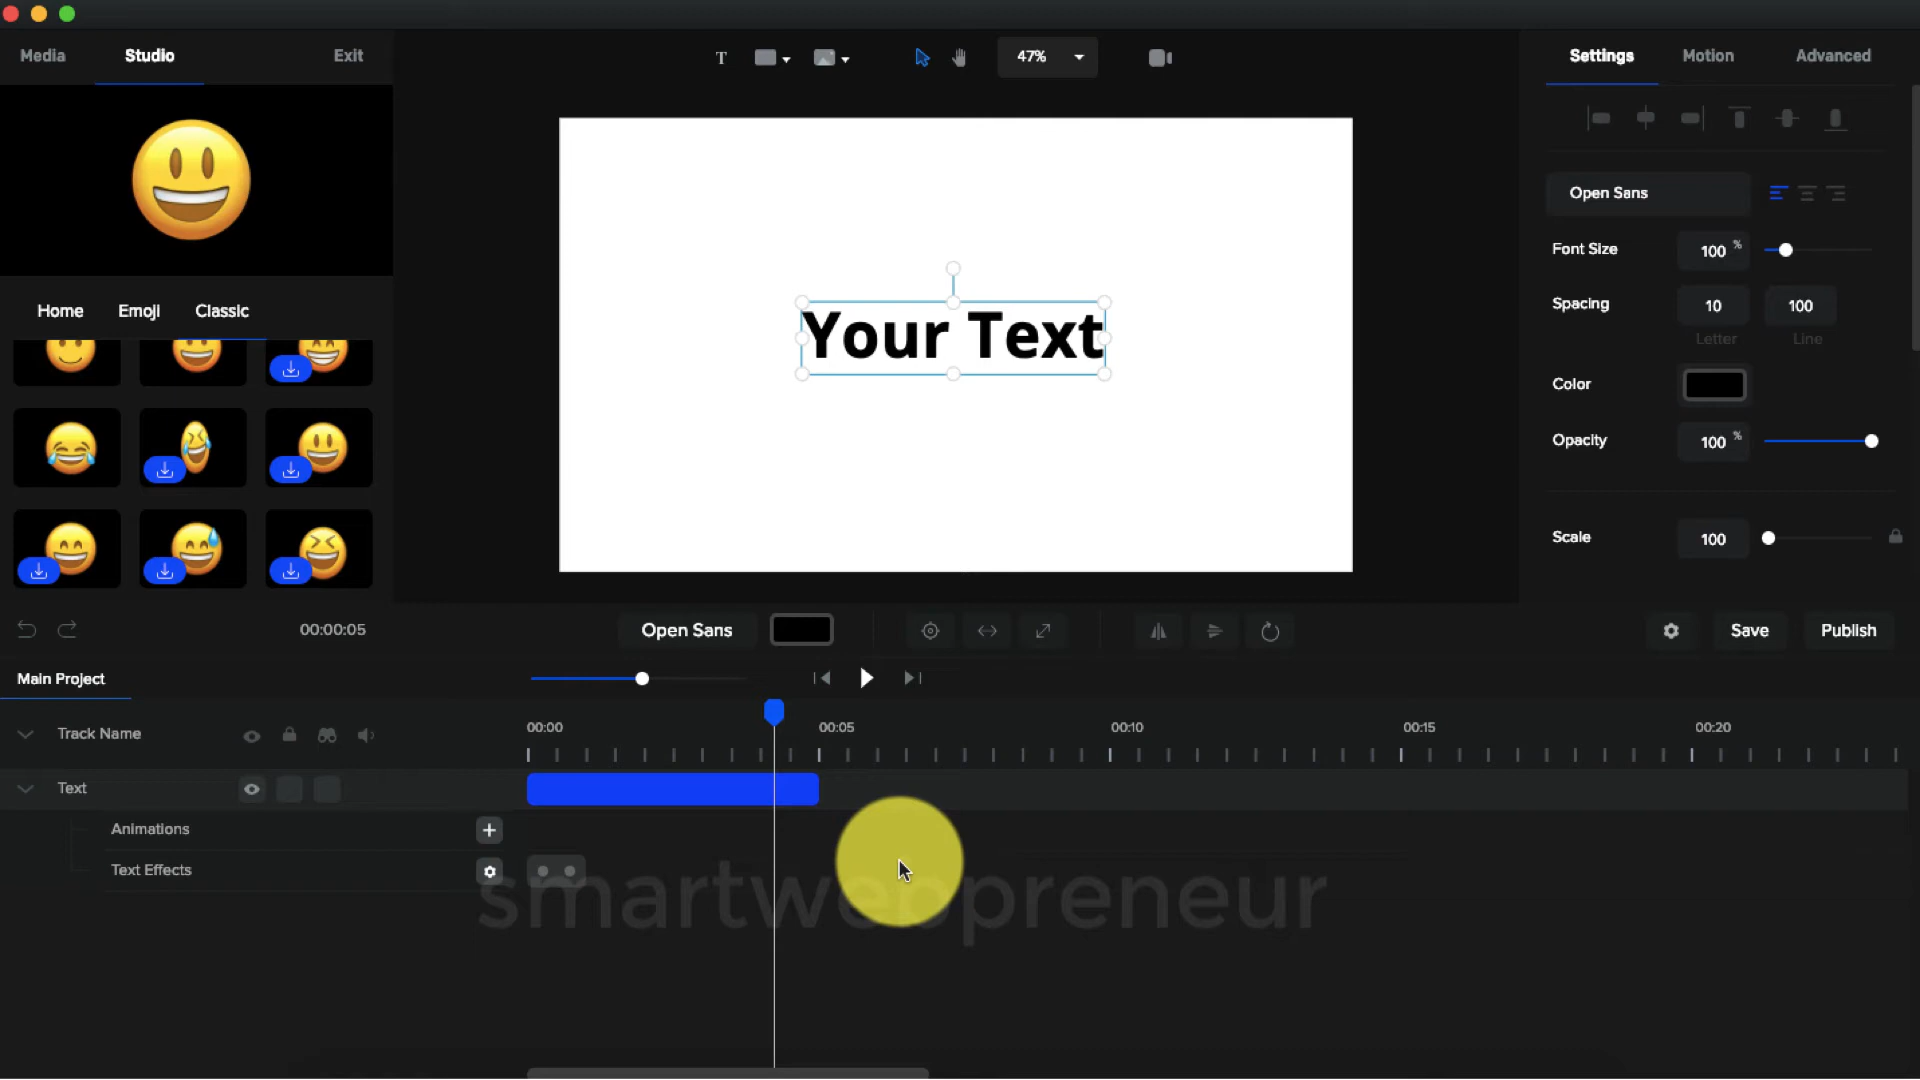 Media
Studio
Exit
T
47%
Settings
Motion
Advanced
Open Sans
Font Size
100 %
Spacing
10
100
Letter
Line
Color
Opacity
100 %
Scale
100
Your Text
Home
Emoji
Classic
00:00:05
Open Sans
Save
Publish
Main Project
Track Name
00:00
00:05
00:10
00:15
00:20
Text
Animations
Text Effects
smartwebpreneur